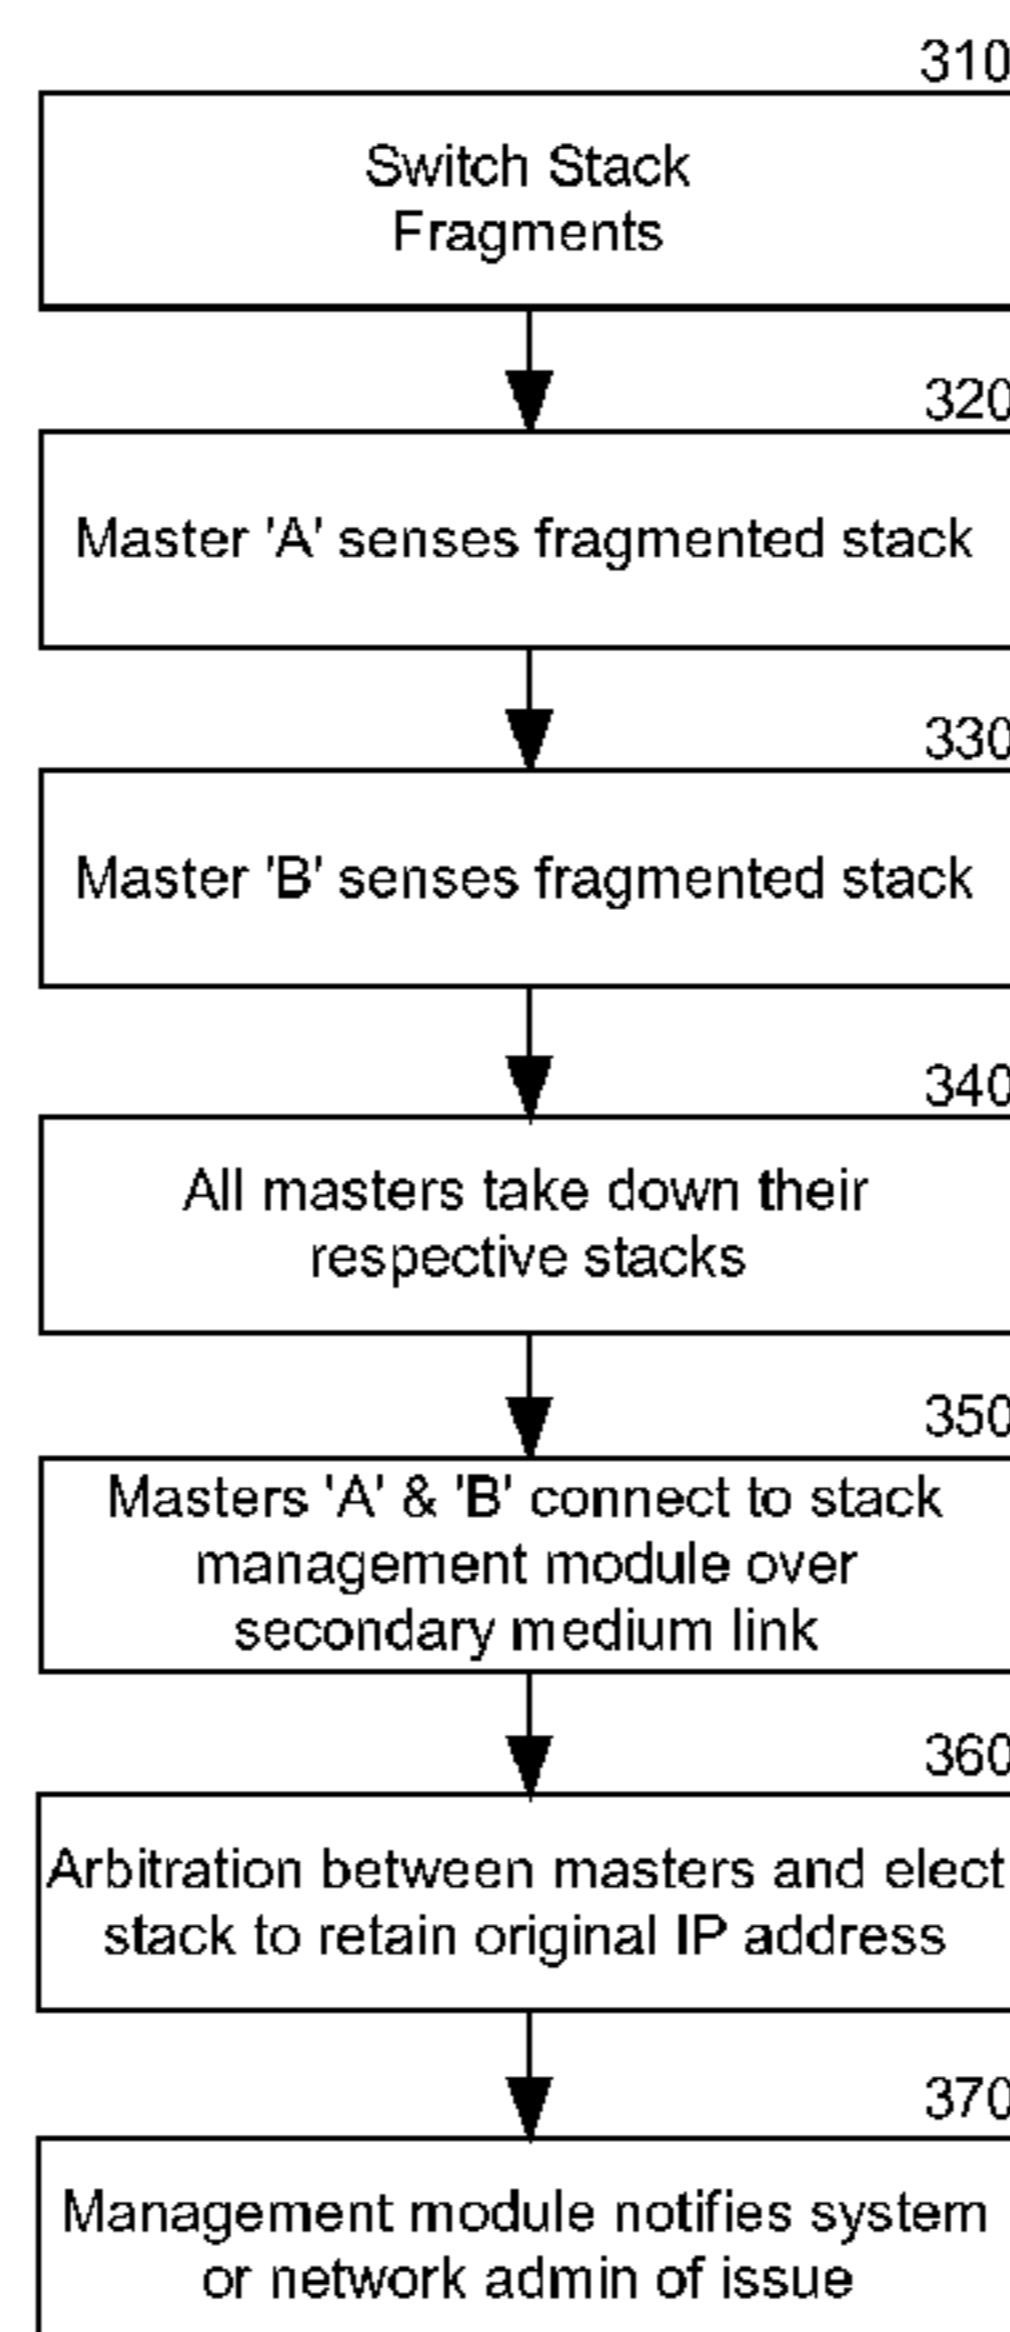 310
Switch Stack
Fragments
320
Master 'A' senses fragmented stack
330
Master 'B' senses fragmented stack
340
All masters take down their
respective stacks
350
Masters 'A' & 'B' connect to stack
management module over
secondary medium link
360
Arbitration between masters and elect
stack to retain original IP address
370
Management module notifies system
or network admin of issue